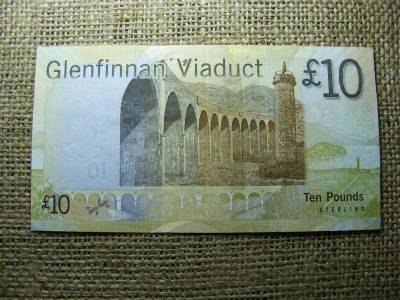 Glenfinnan Viaduct
£10
£10
Ten Pounds
STERLING